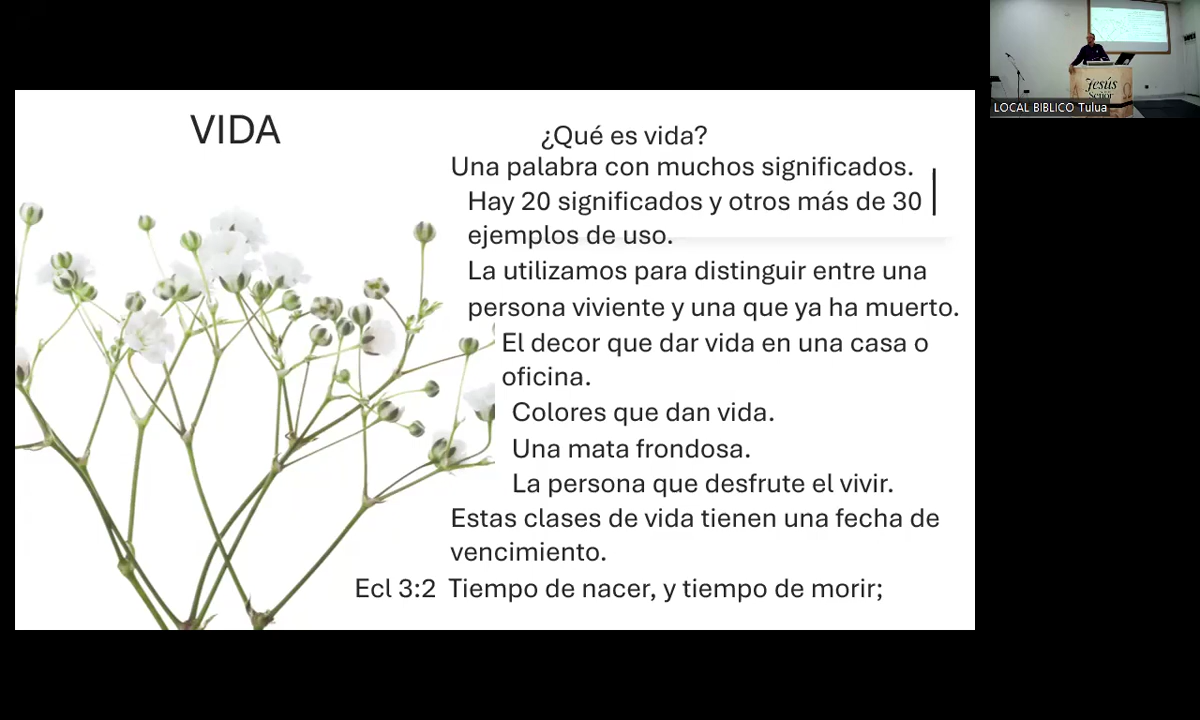 VIDA
¿Qué es vida?
Una palabra con muchos significados.
Hay 20 significados y otros más de 30
ejemplos de uso.
La utilizamos para distinguir entre una
persona viviente y una que ya ha muerto.
El decor que dar vida en una casa o
oficina.
Colores que dan vida.
Una mata frondosa.
La persona que desfrute el vivir.
Estas clases de vida tienen una fecha de
vencimiento.
Ecl 3:2 Tiempo de nacer, y tiempo de morir;
Jesús
Señor
LOCAL BIBLICO Tulua